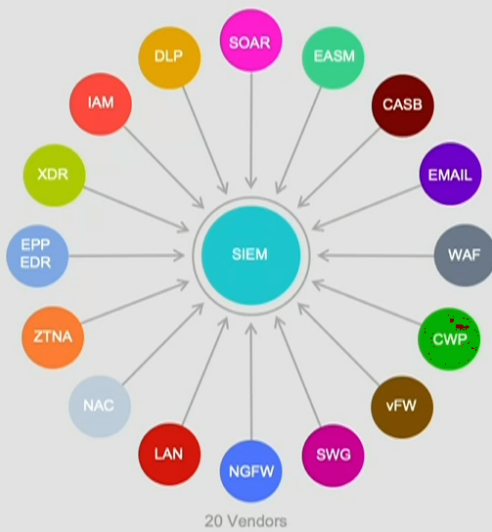 SOAR
EASM
CASB
EMAIL
WAF
CWP
vFW
SWG
NGFW
LAN
NAC
ZTNA
EPP
EDR
XDR
IAM
DLP
SIEM
20 Vendors